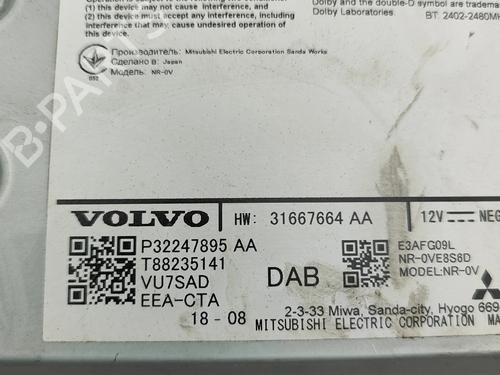 (1) this device may not cause interference, and
(2) this device must accept any interference, including
interference that may cause undesired operation of
this device.
Dolby and the double-D symbol are tradema
Dolby Laboratories.
BT: 2402-2480MH
Производитель: Mitsubishi Electric Corporation Sanda Works
Сделано в: Japan
Модель: NR-0V
VOLVO
HW: 31667664 AA
12V
NEG
P32247895 AA
T88235141
VU7SAD
EEA-CTA
18-08
DAB
E3AFG09L
NR-0VE8S6D
MODEL:NR-0V
2-3-33 Miwa, Sanda-city, Hyogo 669
MITSUBISHI ELECTRIC CORPORATION MA
B-PARTS